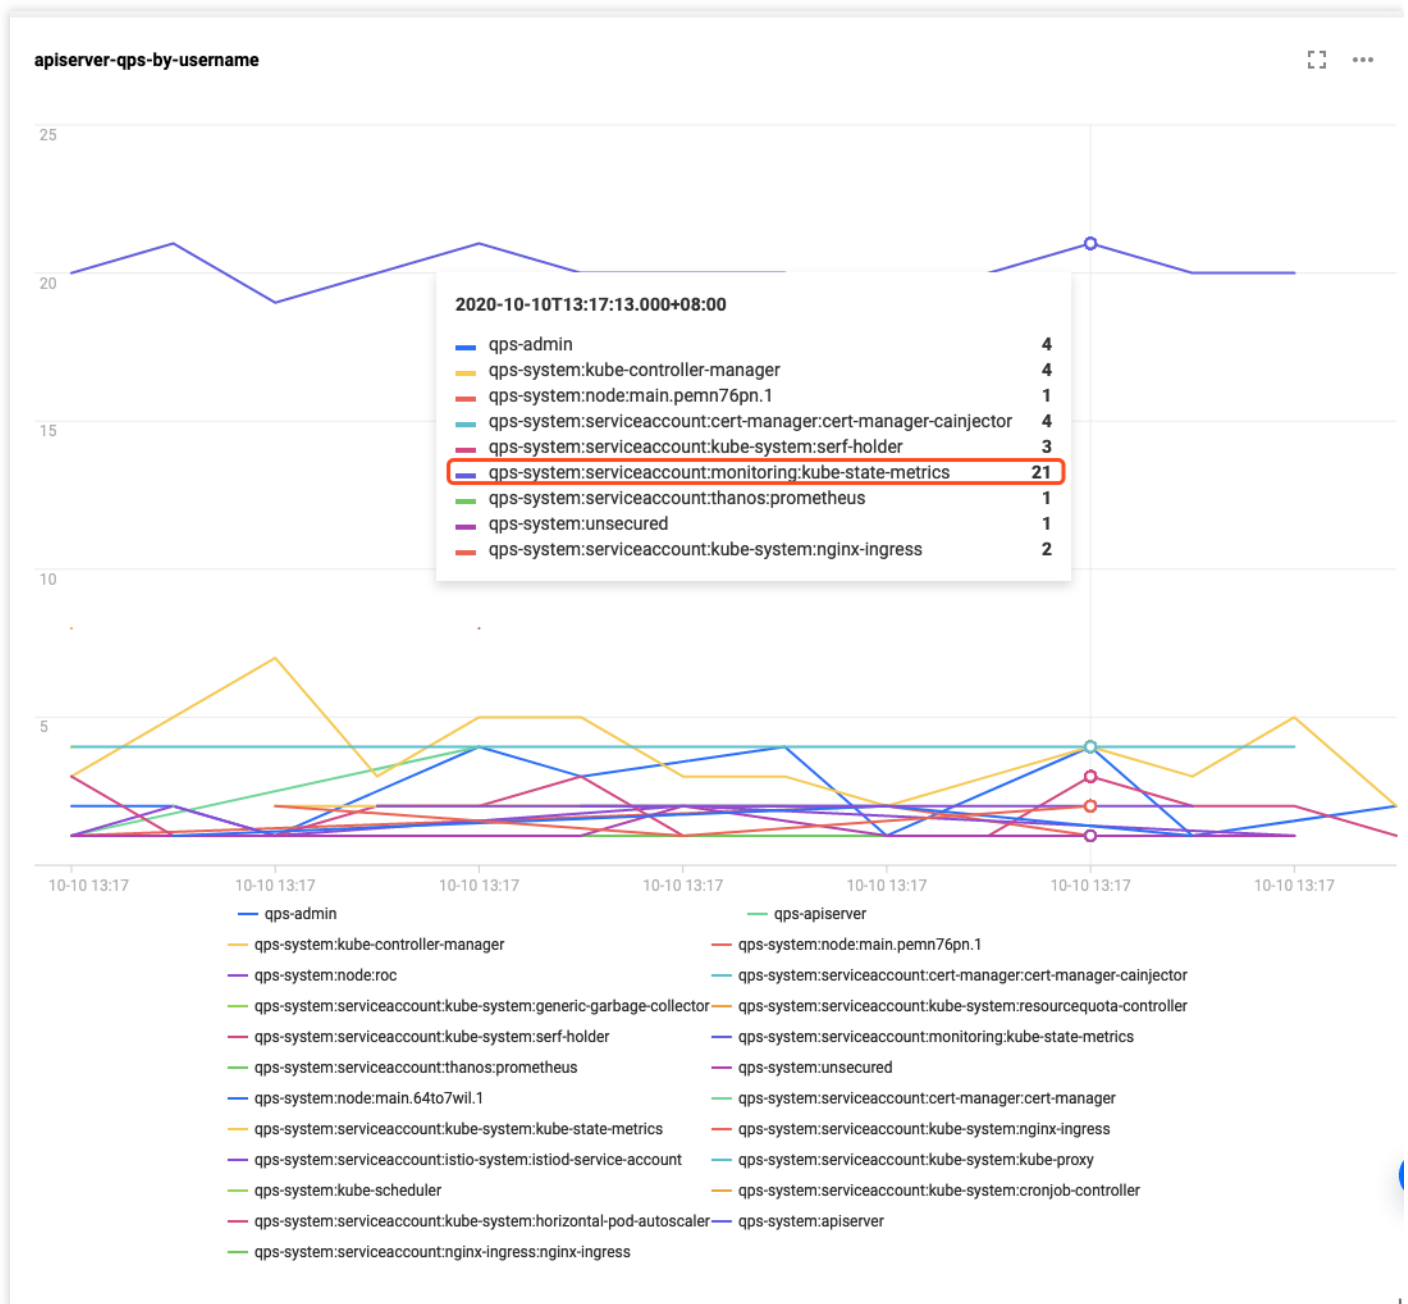 apiserver-qps-by-username
25
20
15
10
5
2020-10-10T13:17:13.000+08:00
qps-admin 4
qps-system:kube-controller-manager 4
qps-system:node:main.pemn76pn.1 1
qps-system:serviceaccount:cert-manager:cert-manager-cainjector 4
qps-system:serviceaccount:kube-system:serf-holder 3
qps-system:serviceaccount:monitoring:kube-state-metrics 21
qps-system:serviceaccount:thanos:prometheus 1
qps-system:unsecured 1
qps-system:serviceaccount:kube-system:nginx-ingress 2
10-10 13:17 10-10 13:17 10-10 13:17 10-10 13:17 10-10 13:17 10-10 13:17 10-10 13:17
qps-admin qps-apiserver
qps-system:kube-controller-manager qps-system:node:main.pemn76pn.1
qps-system:node:roc qps-system:serviceaccount:cert-manager:cert-manager-cainjector
qps-system:serviceaccount:kube-system:generic-garbage-collector qps-system:serviceaccount:kube-system:resourcequota-controller
qps-system:serviceaccount:kube-system:serf-holder qps-system:serviceaccount:monitoring:kube-state-metrics
qps-system:serviceaccount:thanos:prometheus qps-system:unsecured
qps-system:node:main.64to7wil.1 qps-system:serviceaccount:cert-manager:cert-manager
qps-system:serviceaccount:kube-system:kube-state-metrics qps-system:serviceaccount:kube-system:nginx-ingress
qps-system:serviceaccount:istio-system:istiod-service-account qps-system:serviceaccount:kube-system:kube-proxy
qps-system:kube-scheduler qps-system:serviceaccount:kube-system:cronjob-controller
qps-system:serviceaccount:kube-system:horizontal-pod-autoscaler qps-system:apiserver
qps-system:serviceaccount:nginx-ingress:nginx-ingress